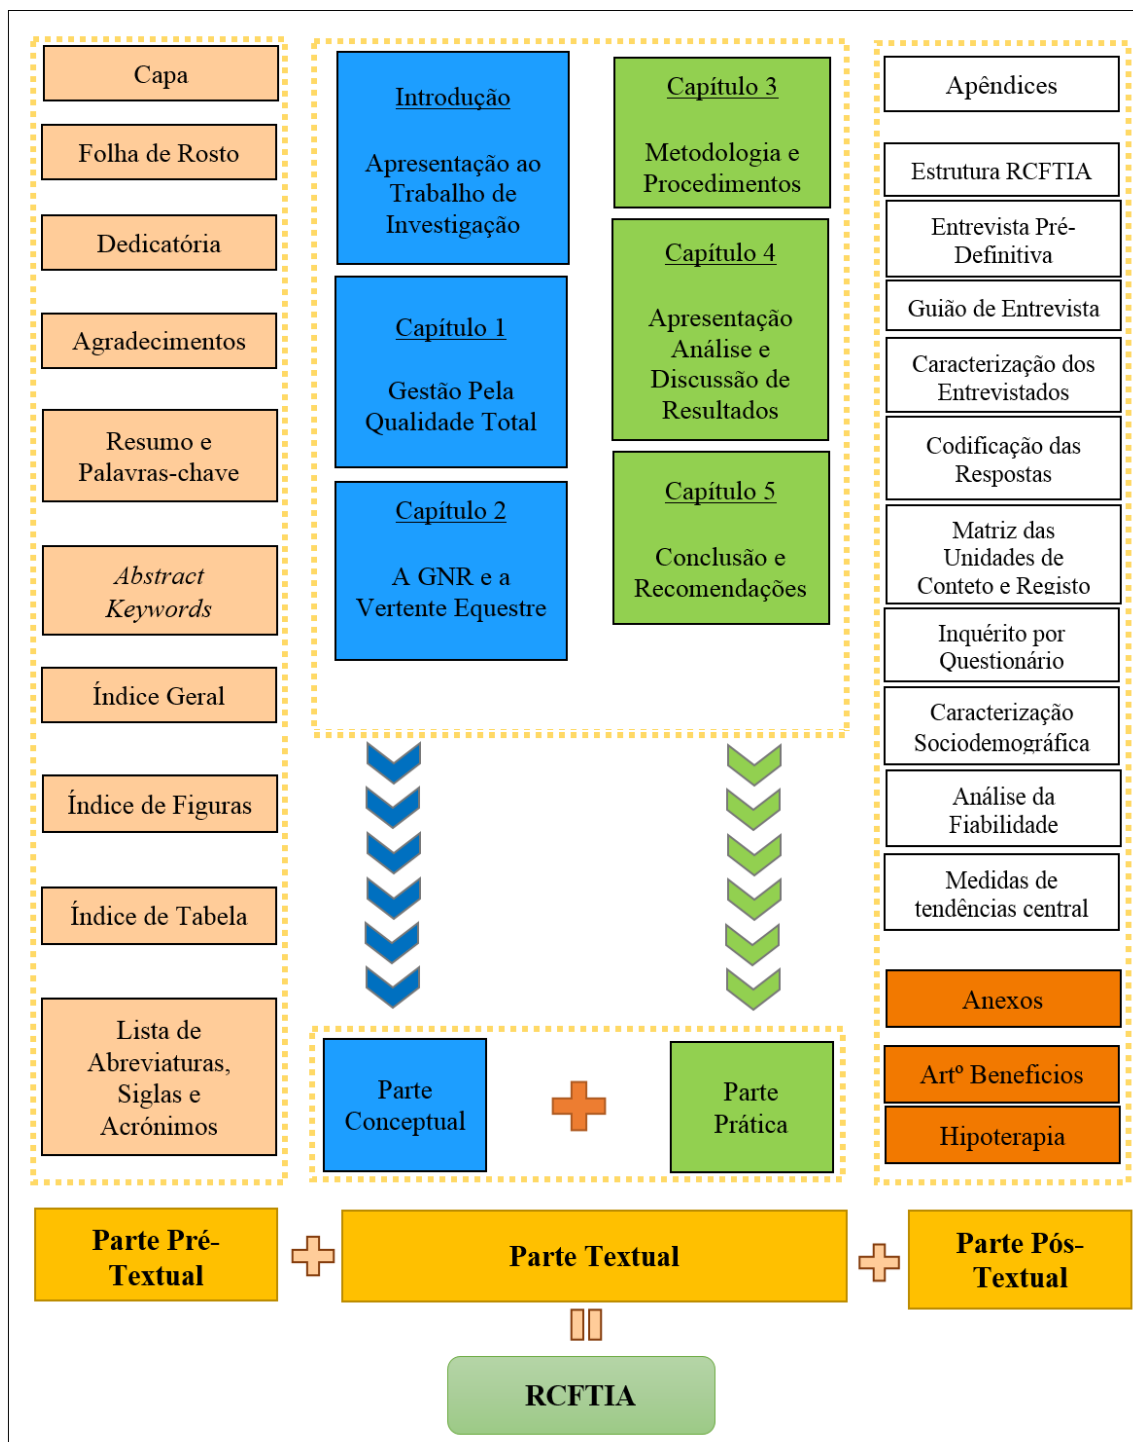 Capa
Folha de Rosto
Dedicatória
Agradecimentos
Resumo e
Palavras-chave
Abstract
Keywords
Índice Geral
Índice de Figuras
Índice de Tabela
Lista de
Abreviaturas,
Siglas e
Acrónimos
Introdução
Apresentação ao
Trabalho de
Investigação
Capítulo 1
Gestão Pela
Qualidade Total
Capítulo 2
A GNR e a
Vertente Equestre
Capítulo 3
Metodologia e
Procedimentos
Capítulo 4
Apresentação
Análise e
Discussão de
Resultados
Capítulo 5
Conclusão e
Recomendações
Parte
Conceptual
Parte
Prática
Apêndices
Estrutura RCFTIA
Entrevista Pré-
Definitiva
Guião de Entrevista
Caracterização dos
Entrevistados
Codificação das
Respostas
Matriz das
Unidades de
Conteto e Registo
Inquérito por
Questionário
Caracterização
Sociodemográfica
Análise da
Fiabilidade
Medidas de
tendências central
Anexos
Artº Beneficios
Hipoterapia
Parte Pré-
Textual
Parte Textual
Parte Pós-
Textual
RCFTIA